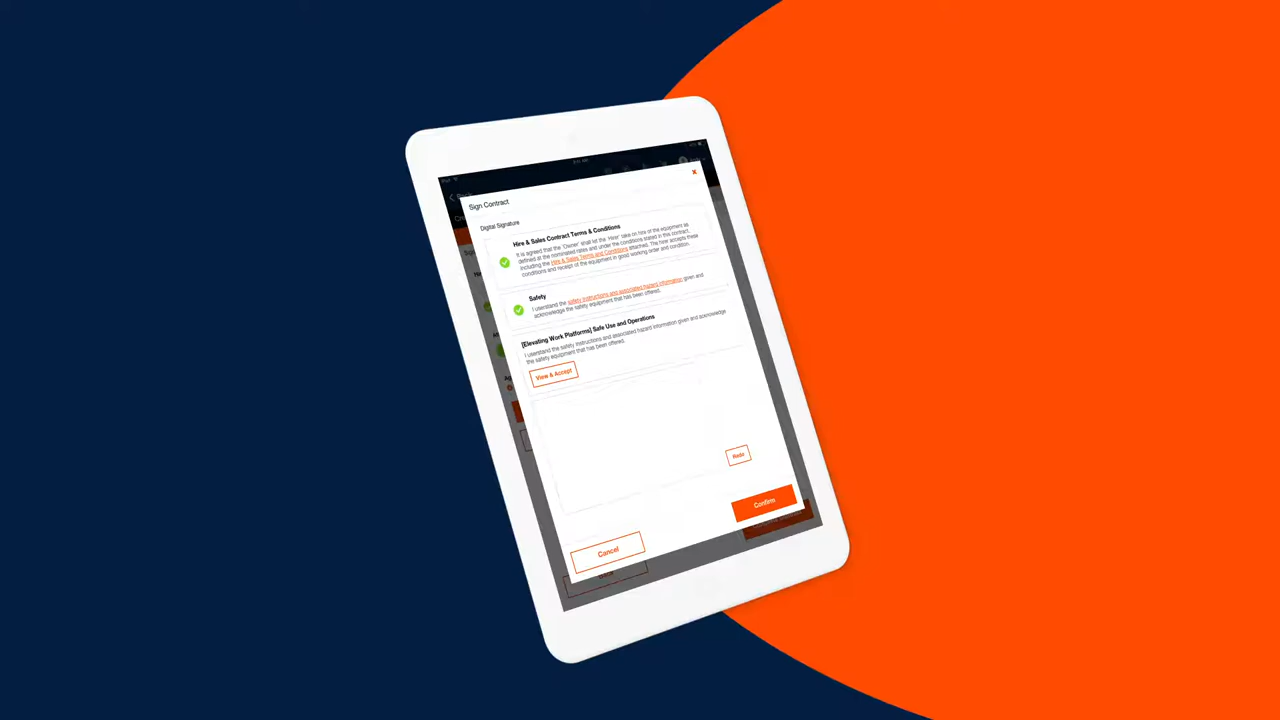 Sign Contract
Digital Signature
Hire & Sales Contract Terms & Conditions
It is agreed that the 'Owner' shall let the 'Hirer' take on hire of the equipment as
defined at the nominated rates and under the conditions stated in this contract,
including the Hire & Sales Terms and Conditions attached. The hirer accepts these
conditions and receipt of the equipment in good working order and condition.
Safety
I userstand the safety instructions and associated hazard information given and
acknowledge the safety equipment that has been offered.
[Elevating Work Platforms] Safe Use and Operations
I userstand the safety instructions and associated hazard information given and acknowledge
the safety equipment that has been offered.
View & Accept
Redo
Confirm
Cancel
Back